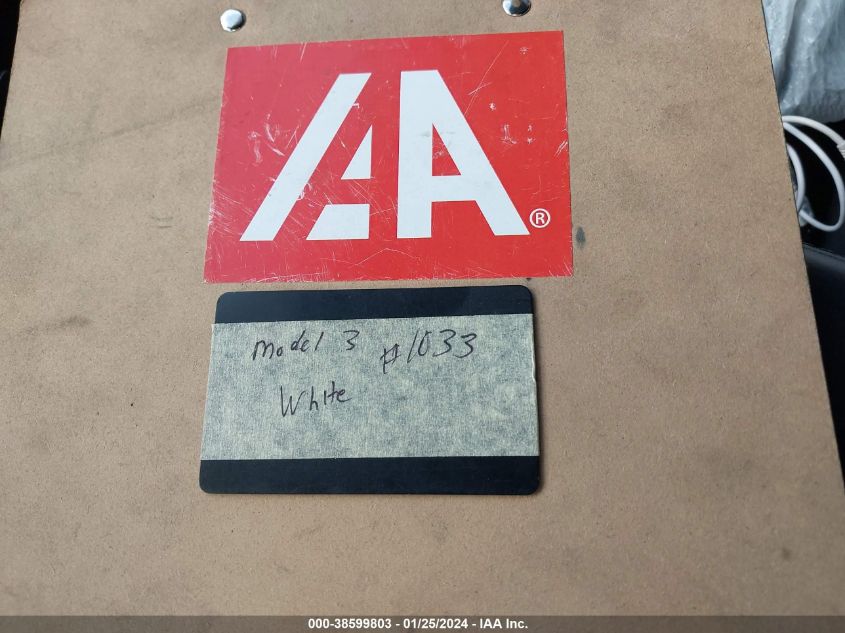 IAA®
Model 3 #1033
White
000-38599803 / 01/25/2024 - IAA Inc.